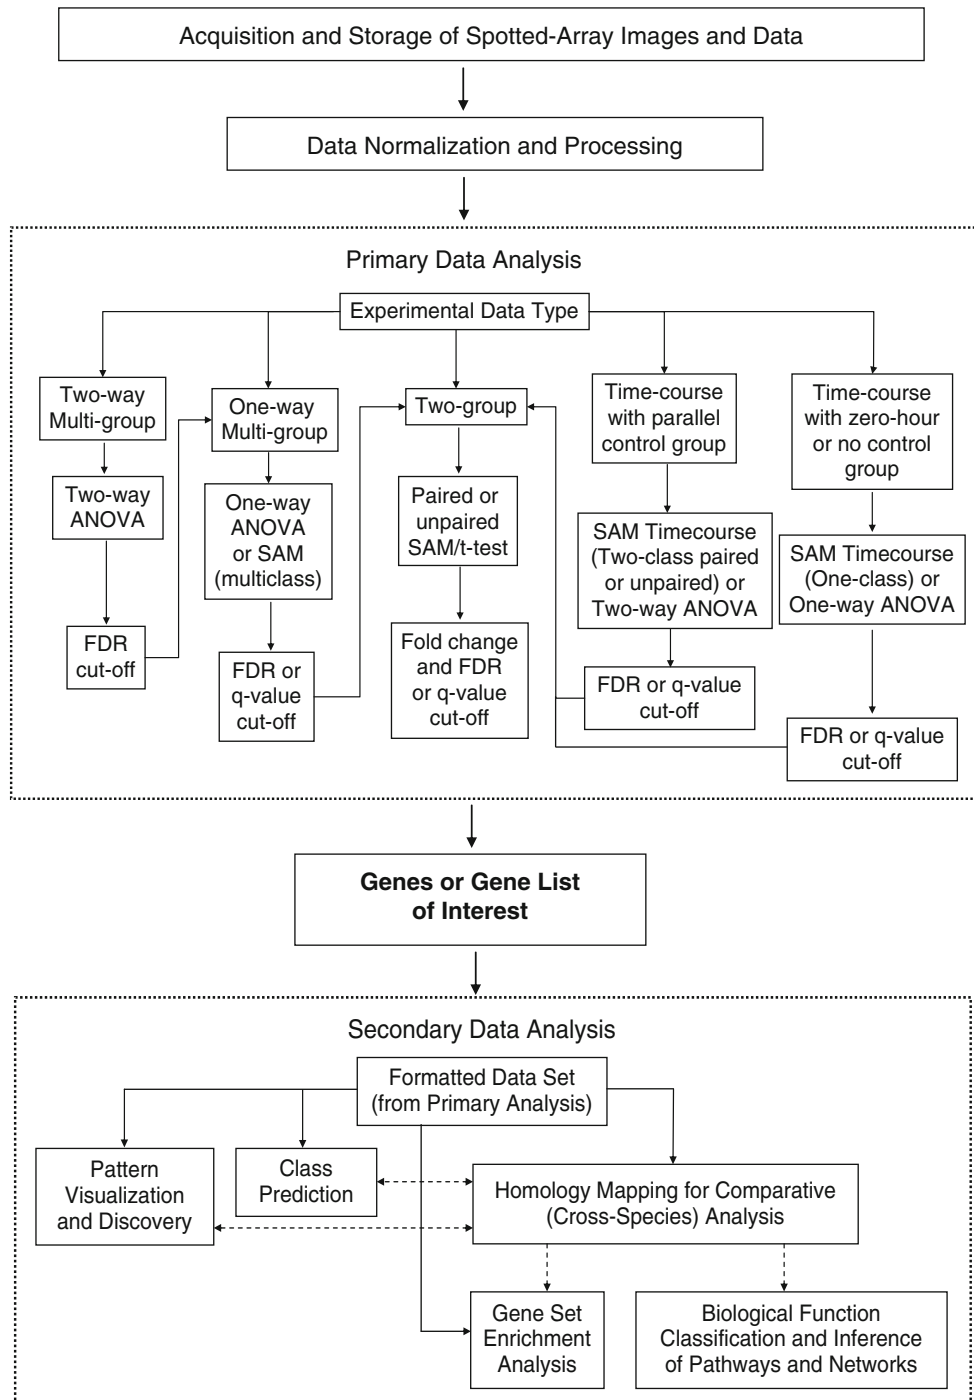 Acquisition and Storage of Spotted-Array Images and Data
Data Normalization and Processing
Primary Data Analysis
Experimental Data Type
Two-way
Multi-group
One-way
Multi-group
Two-group
Time-course
with parallel
control group
Time-course
with zero-hour
or no control
group
Two-way
ANOVA
One-way
ANOVA
or SAM
(multiclass)
Paired or
unpaired
SAM/t-test
SAM Timecourse
(Two-class paired
or unpaired) or
Two-way ANOVA
SAM Timecourse
(One-class) or
One-way ANOVA
FDR
cut-off
FDR or
q-value
cut-off
Fold change
and FDR
or q-value
cut-off
FDR or q-value
cut-off
FDR or q-value
cut-off
Genes or Gene List
of Interest
Secondary Data Analysis
Formatted Data Set
(from Primary Analysis)
Pattern
Visualization
and Discovery
Class
Prediction
Homology Mapping for Comparative
(Cross-Species) Analysis
Gene Set
Enrichment
Analysis
Biological Function
Classification and Inference
of Pathways and Networks